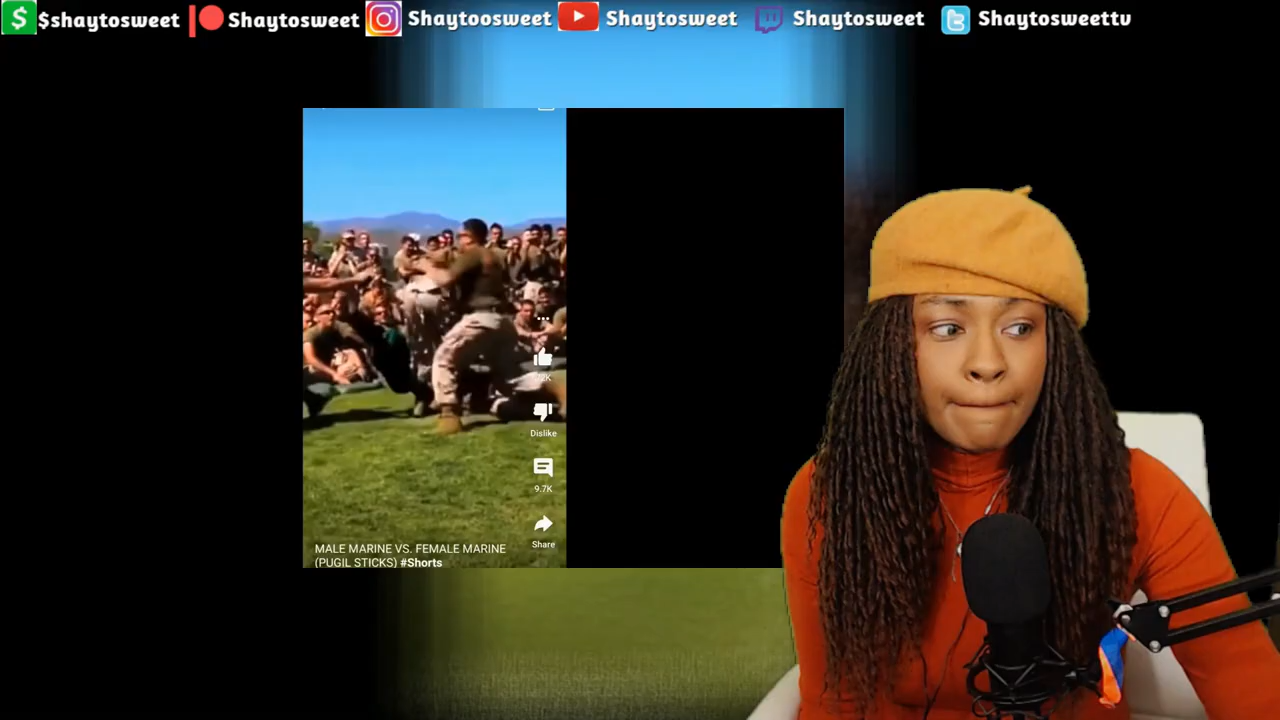 $shaytosweet Shaytosweet Shaytoosweet Shaytosweet Shaytosweet Shaytosweettv
Dislike
9.7K
Share
MALE MARINE VS. FEMALE MARINE
(PUGIL STICKS) #Shorts